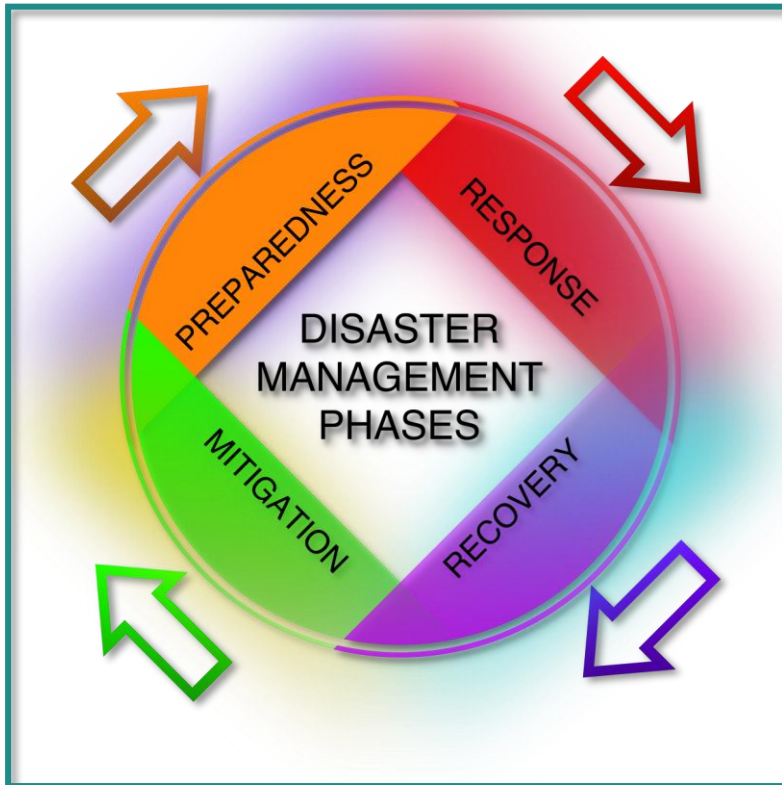 PREPAREDNESS
RESPONSE
DISASTER
MANAGEMENT
PHASES
MITIGATION
RECOVERY